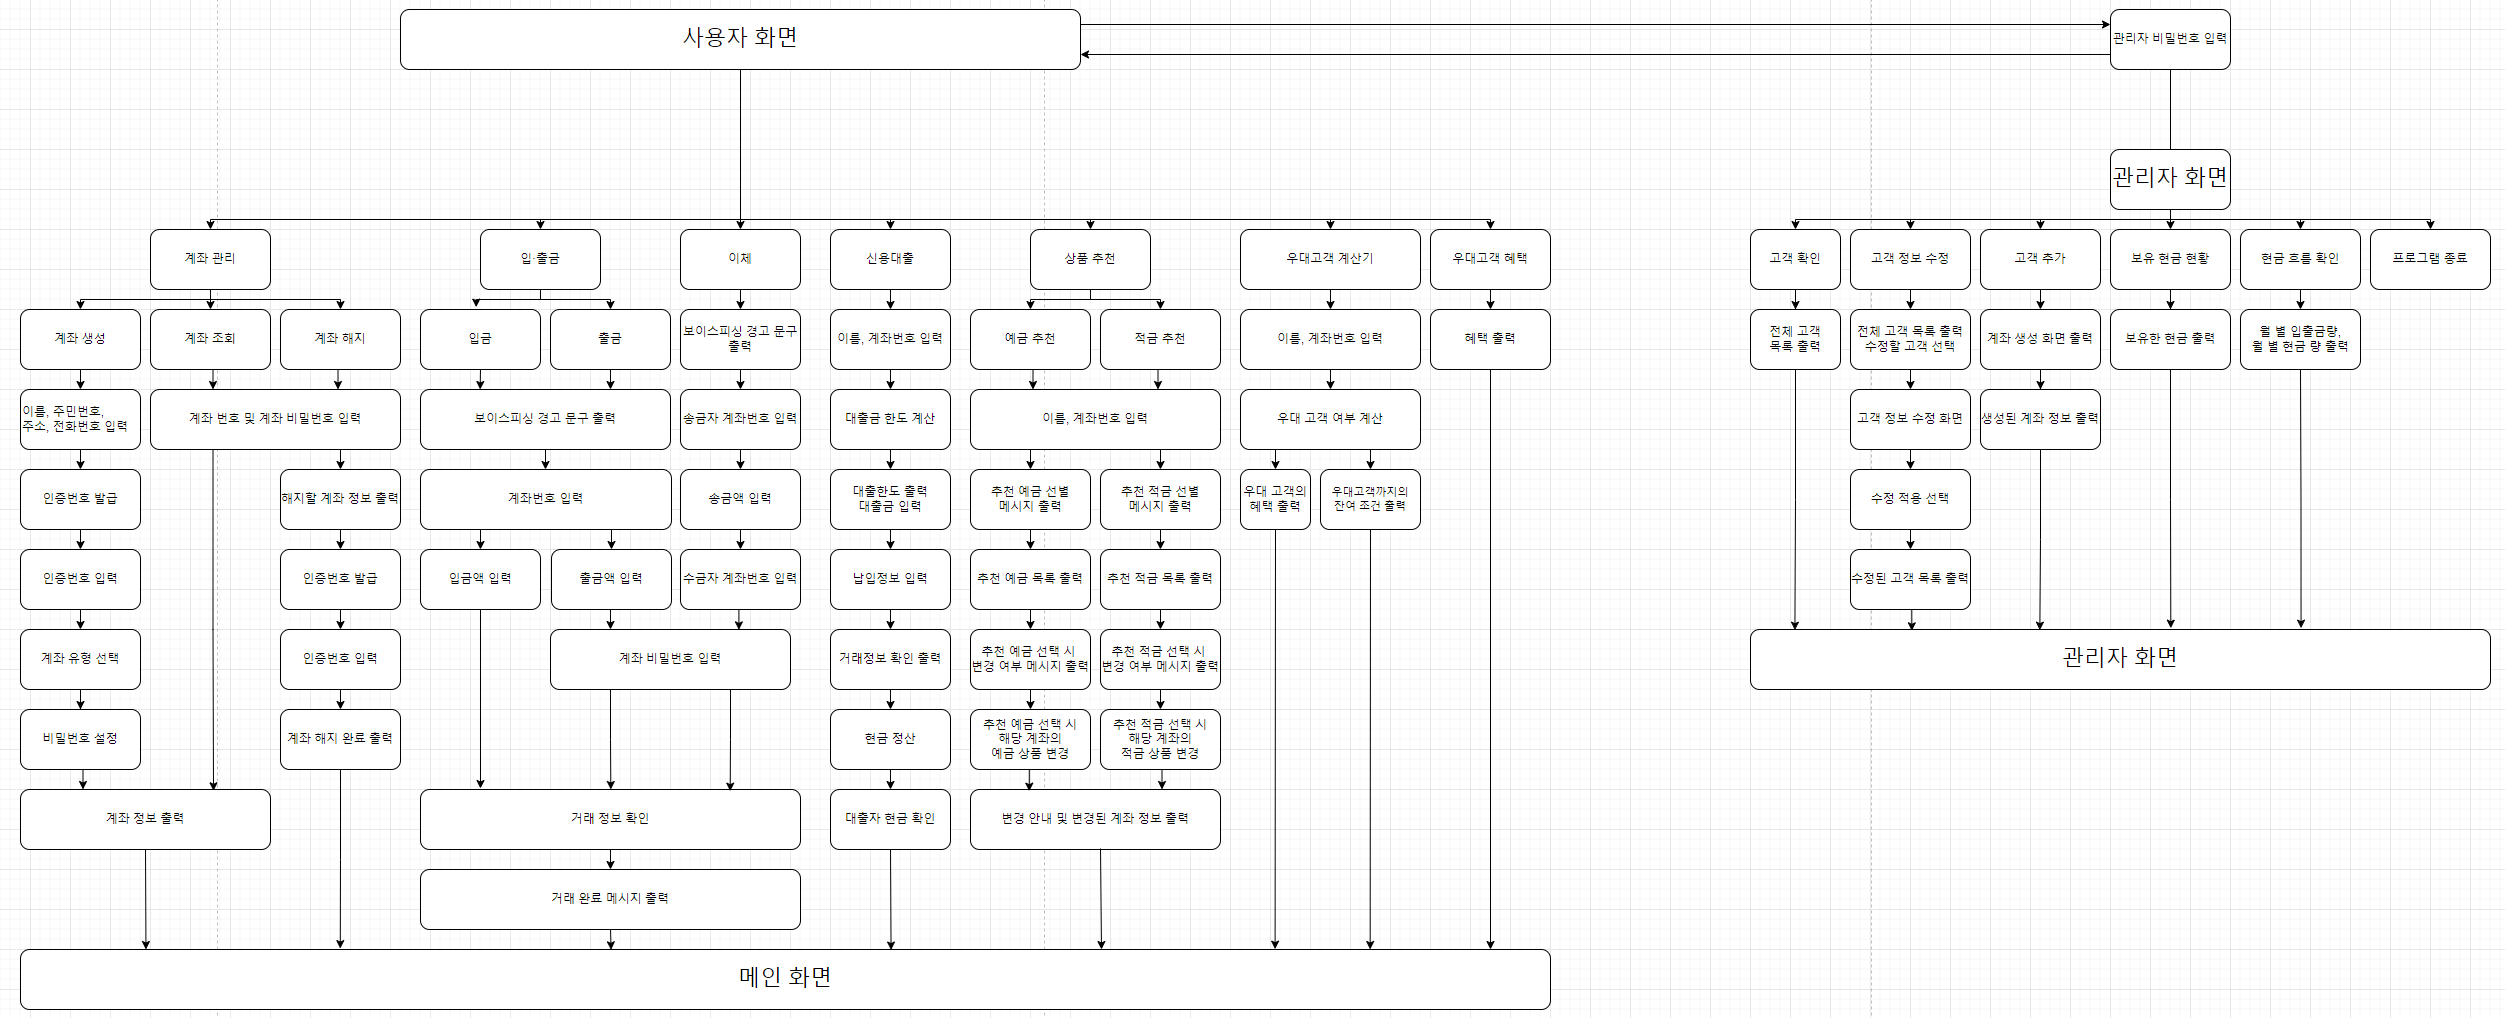 사용자 화면
관리자 비밀번호 입력
관리자 화면
계좌 관리
입·출금
이체
신용대출
상품 추천
우대고객 계산기
우대고객 혜택
고객 확인
고객 정보 수정
고객 추가
보유 현금 현황
현금 흐름 확인
프로그램 종료
계좌 생성
계좌 조회
계좌 해지
입금
출금
보이스피싱 경고 문구
출력
이름, 계좌번호 입력
예금 추천
적금 추천
이름, 계좌번호 입력
혜택 출력
전체 고객
목록 출력
전체 고객 목록 출력
수정할 고객 선택
계좌 생성 화면 출력
보유한 현금 출력
월 별 입출금량,
월 별 현금 량 출력
이름, 주민번호,
주소, 전화번호 입력
계좌 번호 및 계좌 비밀번호 입력
보이스피싱 경고 문구 출력
송금자 계좌번호 입력
대출금 한도 계산
이름, 계좌번호 입력
우대 고객 여부 계산
고객 정보 수정 화면
생성된 계좌 정보 출력
인증번호 발급
해지할 계좌 정보 출력
계좌번호 입력
송금액 입력
대출한도 출력
대출금 입력
추천 예금 선별
메시지 출력
추천 적금 선별
메시지 출력
우대 고객의
혜택 출력
우대고객까지의
잔여 조건 출력
수정 적용 선택
인증번호 입력
인증번호 발급
입금액 입력
출금액 입력
수금자 계좌번호 입력
납입정보 입력
추천 예금 목록 출력
추천 적금 목록 출력
수정된 고객 목록 출력
계좌 유형 선택
인증번호 입력
계좌 비밀번호 입력
거래정보 확인 출력
추천 예금 선택 시
변경 여부 메시지 출력
추천 적금 선택 시
변경 여부 메시지 출력
관리자 화면
비밀번호 설정
계좌 해지 완료 출력
현금 정산
추천 예금 선택 시
해당 계좌의
예금 상품 변경
추천 적금 선택 시
해당 계좌의
적금 상품 변경
계좌 정보 출력
거래 정보 확인
대출자 현금 확인
변경 안내 및 변경된 계좌 정보 출력
거래 완료 메시지 출력
메인 화면